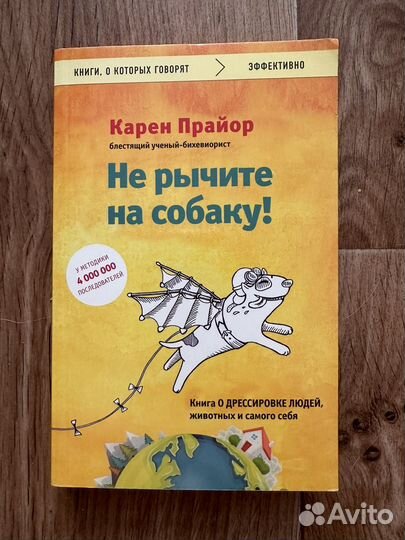 КНИГИ, О КОТОРЫХ ГОВОРЯТ > ЭФФЕКТИВНО
Карен Прайор
блестящий ученый-бихевиорист
Не рычите
на собаку!
У МЕТОДИКИ
4 000 000
ПОСЛЕДОВАТЕЛЕЙ
Книга О ДРЕССИРОВКЕ ЛЮДЕЙ,
животных и самого себя
Avito